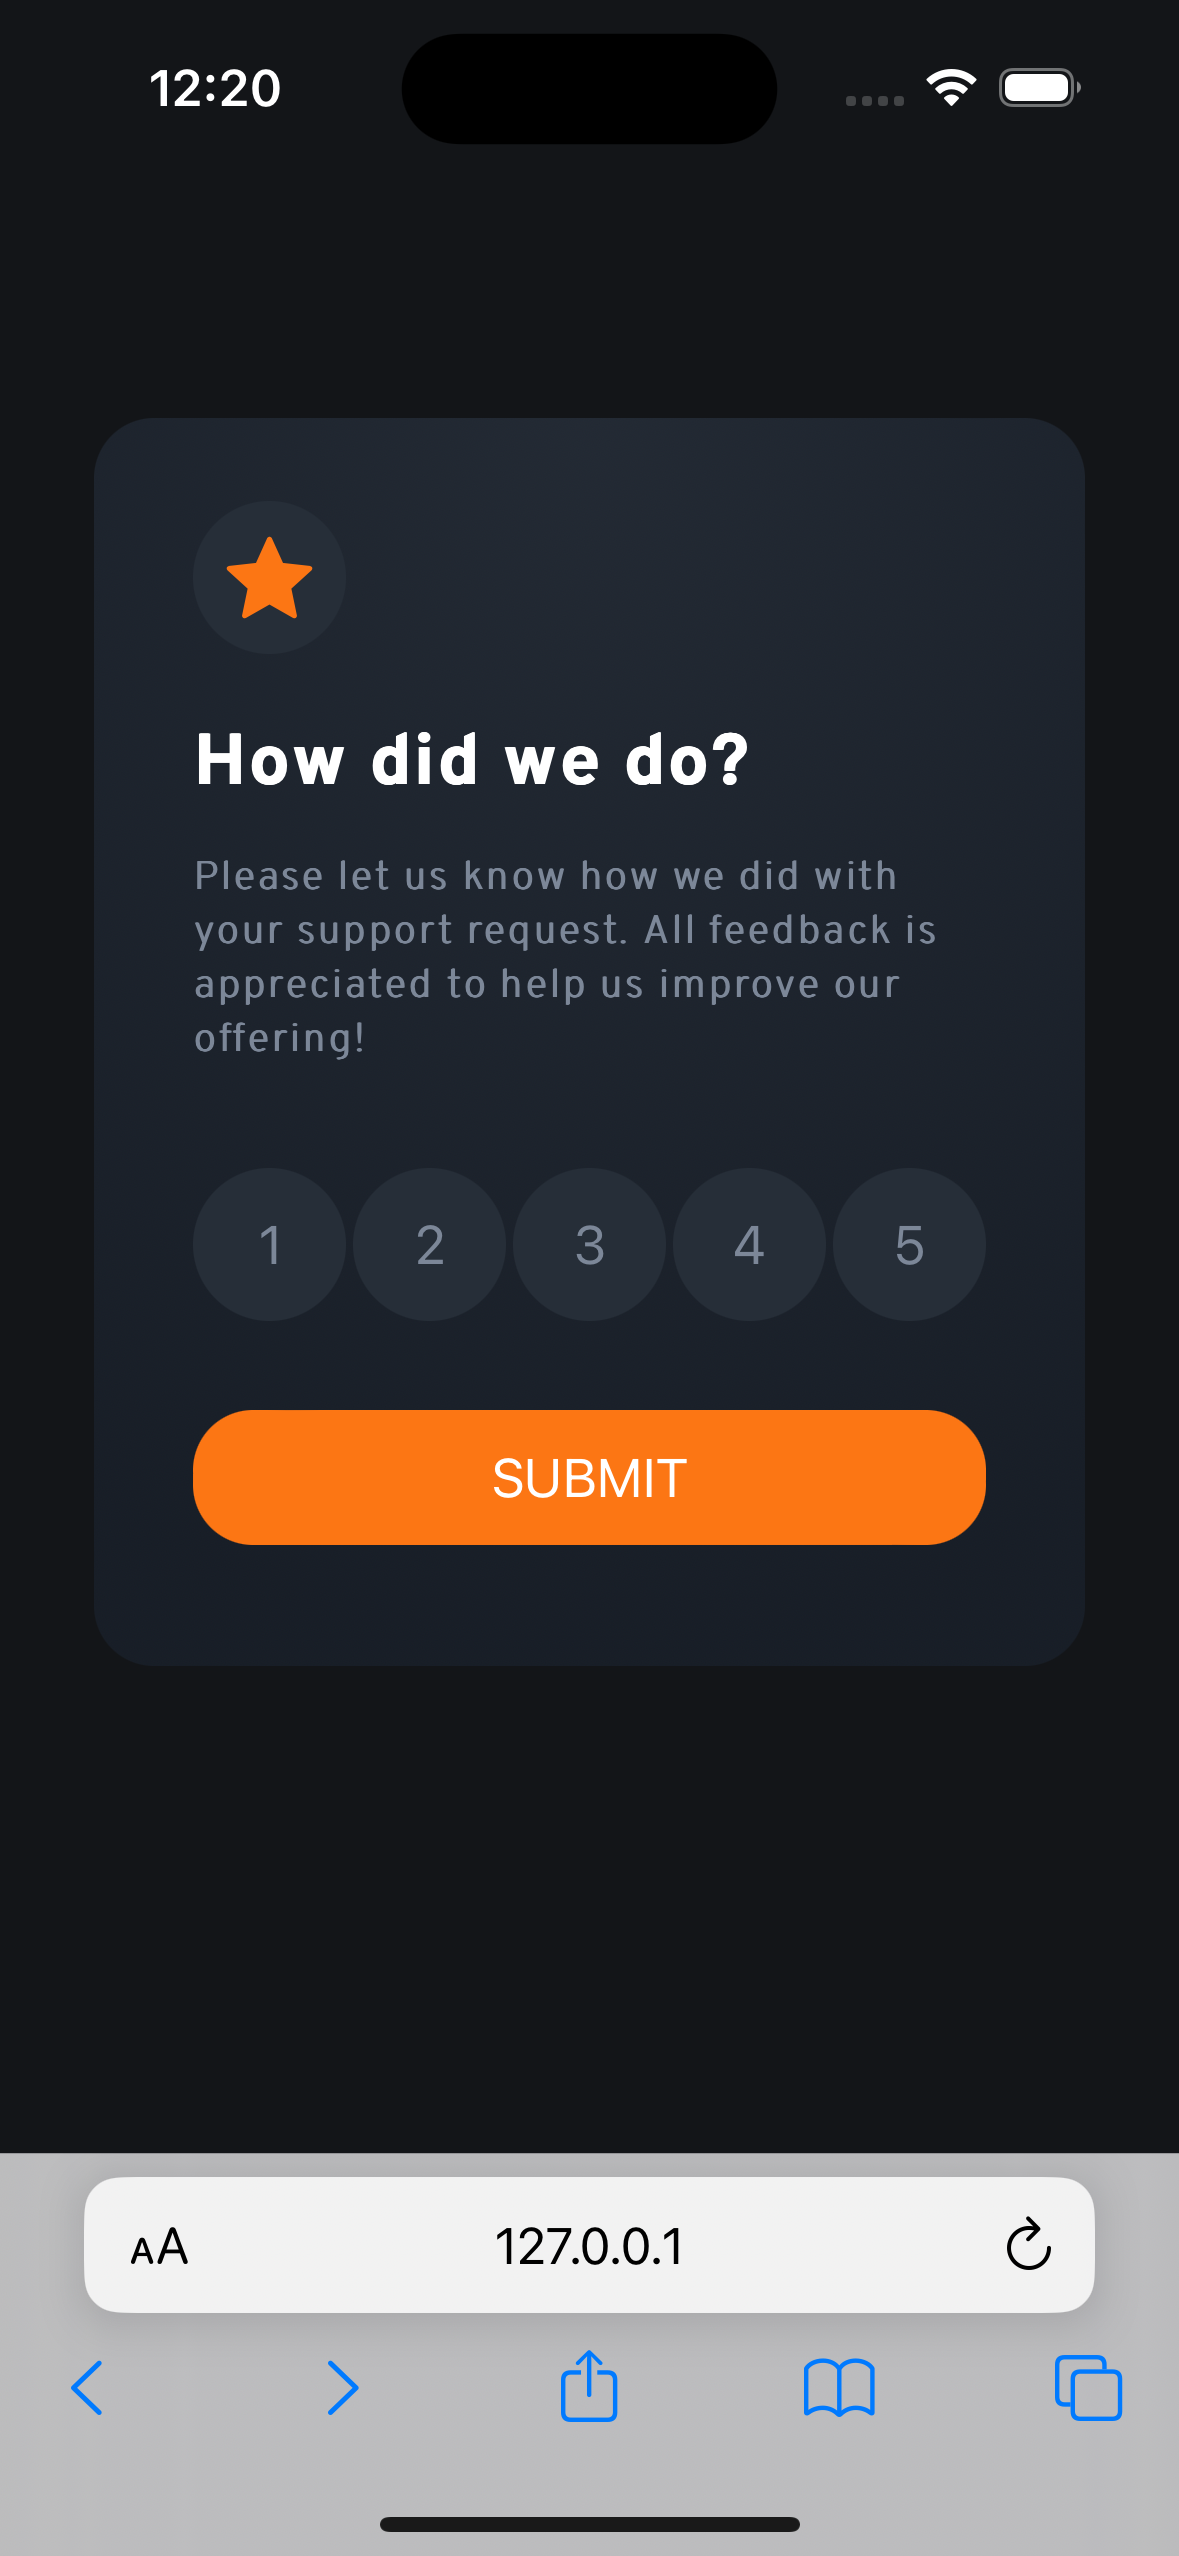 12:20
How did we do?
Please let us know how we did with
your support request. All feedback is
appreciated to help us improve our
offering!
1 2 3 4 5
SUBMIT
AA 127.0.0.1